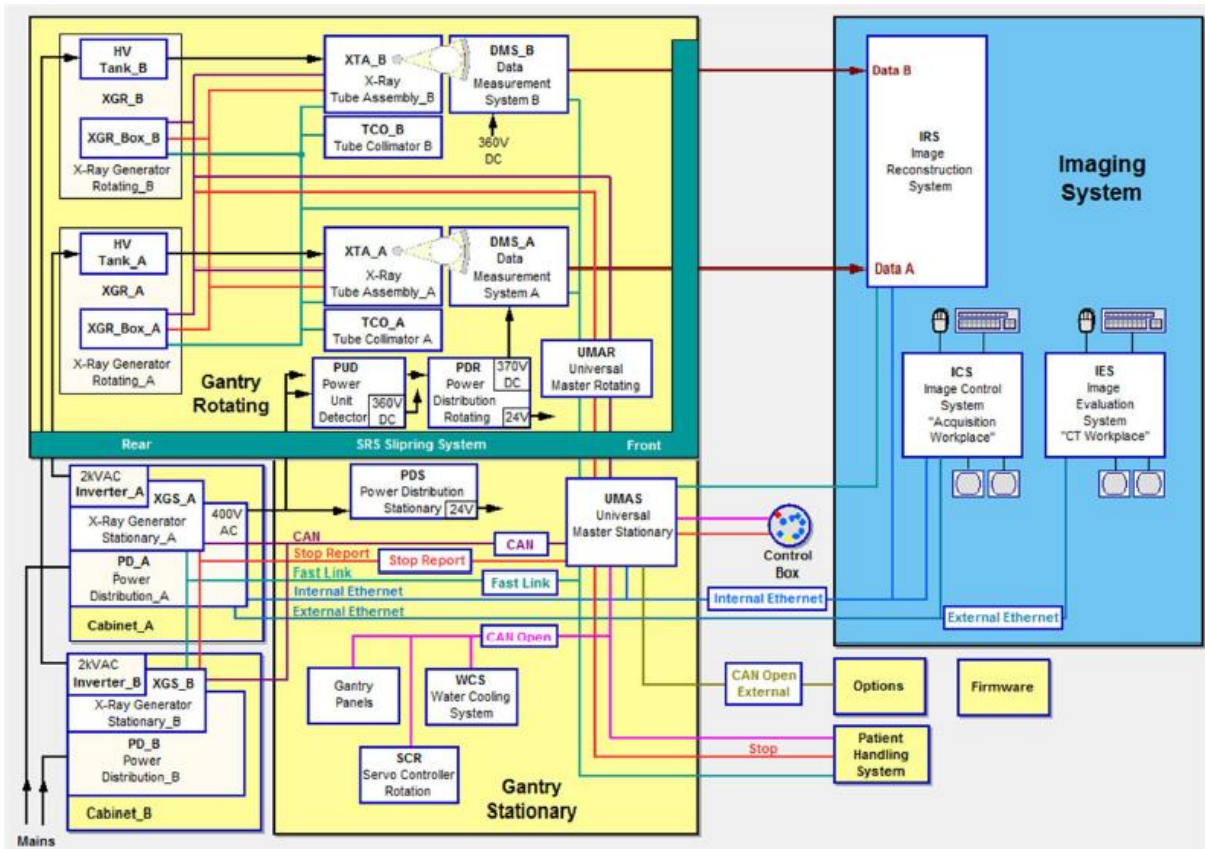 HV
Tank_B
XGR_B
XGR_Box_B
X-Ray Generator
Rotating_B
XTA_B
X-Ray
Tube Assembly_B
TCO_B
Tube Collimator B
DMS_B
Data
Measurement
System B
360V
DC
HV
Tank_A
XGR_A
XGR_Box_A
X-Ray Generator
Rotating_A
XTA_A
X-Ray
Tube Assembly_A
TCO_A
Tube Collimator A
DMS_A
Data
Measurement
System A
Gantry
Rotating
PUD
Power
Unit
Detector
360V
DC
PDR
Power
Distribution
Rotating
370V
DC
24V
UMAR
Universal
Master Rotating
Rear
SRS Slipring System
Front
Data B
IRS
Image
Reconstruction
System
Data A
Imaging
System
ICS
Image Control
System
"Acquisition
Workplace"
IES
Image
Evaluation
System
"CT Workplace"
2kVAC
Inverter_A
XGS_A
X-Ray Generator
Stationary_A
400V
AC
PD_A
Power
Distribution_A
Cabinet_A
PDS
Power Distribution
Stationary
24V
UMAS
Universal
Master Stationary
CAN
CAN
Stop Report
Stop Report
Fast Link
Fast Link
Internal Ethernet
Internal Ethernet
External Ethernet
External Ethernet
Control
Box
2kVAC
Inverter_B
XGS_B
X-Ray Generator
Stationary_B
PD_B
Power
Distribution_B
Cabinet_B
Mains
CAN Open
Gantry
Panels
WCS
Water Cooling
System
SCR
Servo Controller
Rotation
Gantry
Stationary
CAN Open
External
Options
Firmware
Stop
Patient
Handling
System